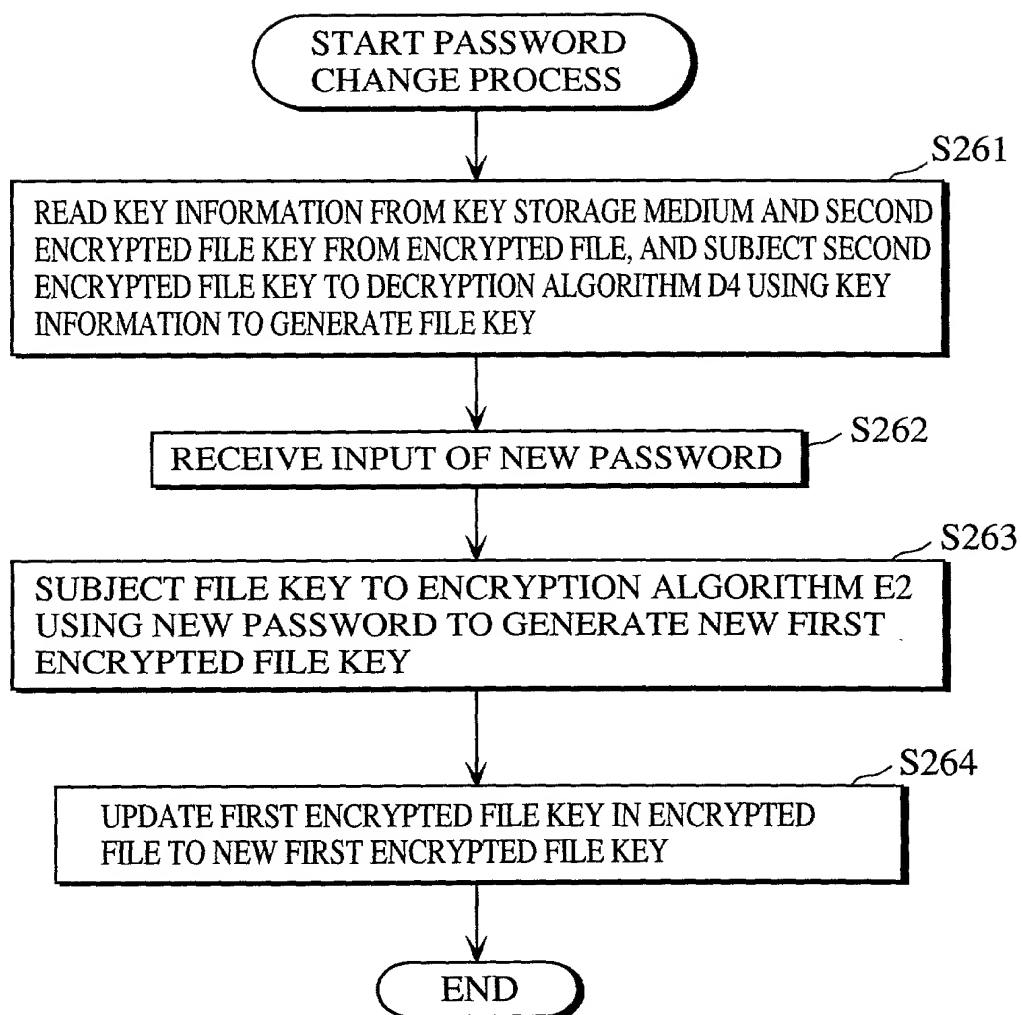 START PASSWORD
CHANGE PROCESS
S261
READ KEY INFORMATION FROM KEY STORAGE MEDIUM AND SECOND
ENCRYPTED FILE KEY FROM ENCRYPTED FILE, AND SUBJECT SECOND
ENCRYPTED FILE KEY TO DECRYPTION ALGORITHM D4 USING KEY
INFORMATION TO GENERATE FILE KEY
S262
RECEIVE INPUT OF NEW PASSWORD
S263
SUBJECT FILE KEY TO ENCRYPTION ALGORITHM E2
USING NEW PASSWORD TO GENERATE NEW FIRST
ENCRYPTED FILE KEY
S264
UPDATE FIRST ENCRYPTED FILE KEY IN ENCRYPTED
FILE TO NEW FIRST ENCRYPTED FILE KEY
END